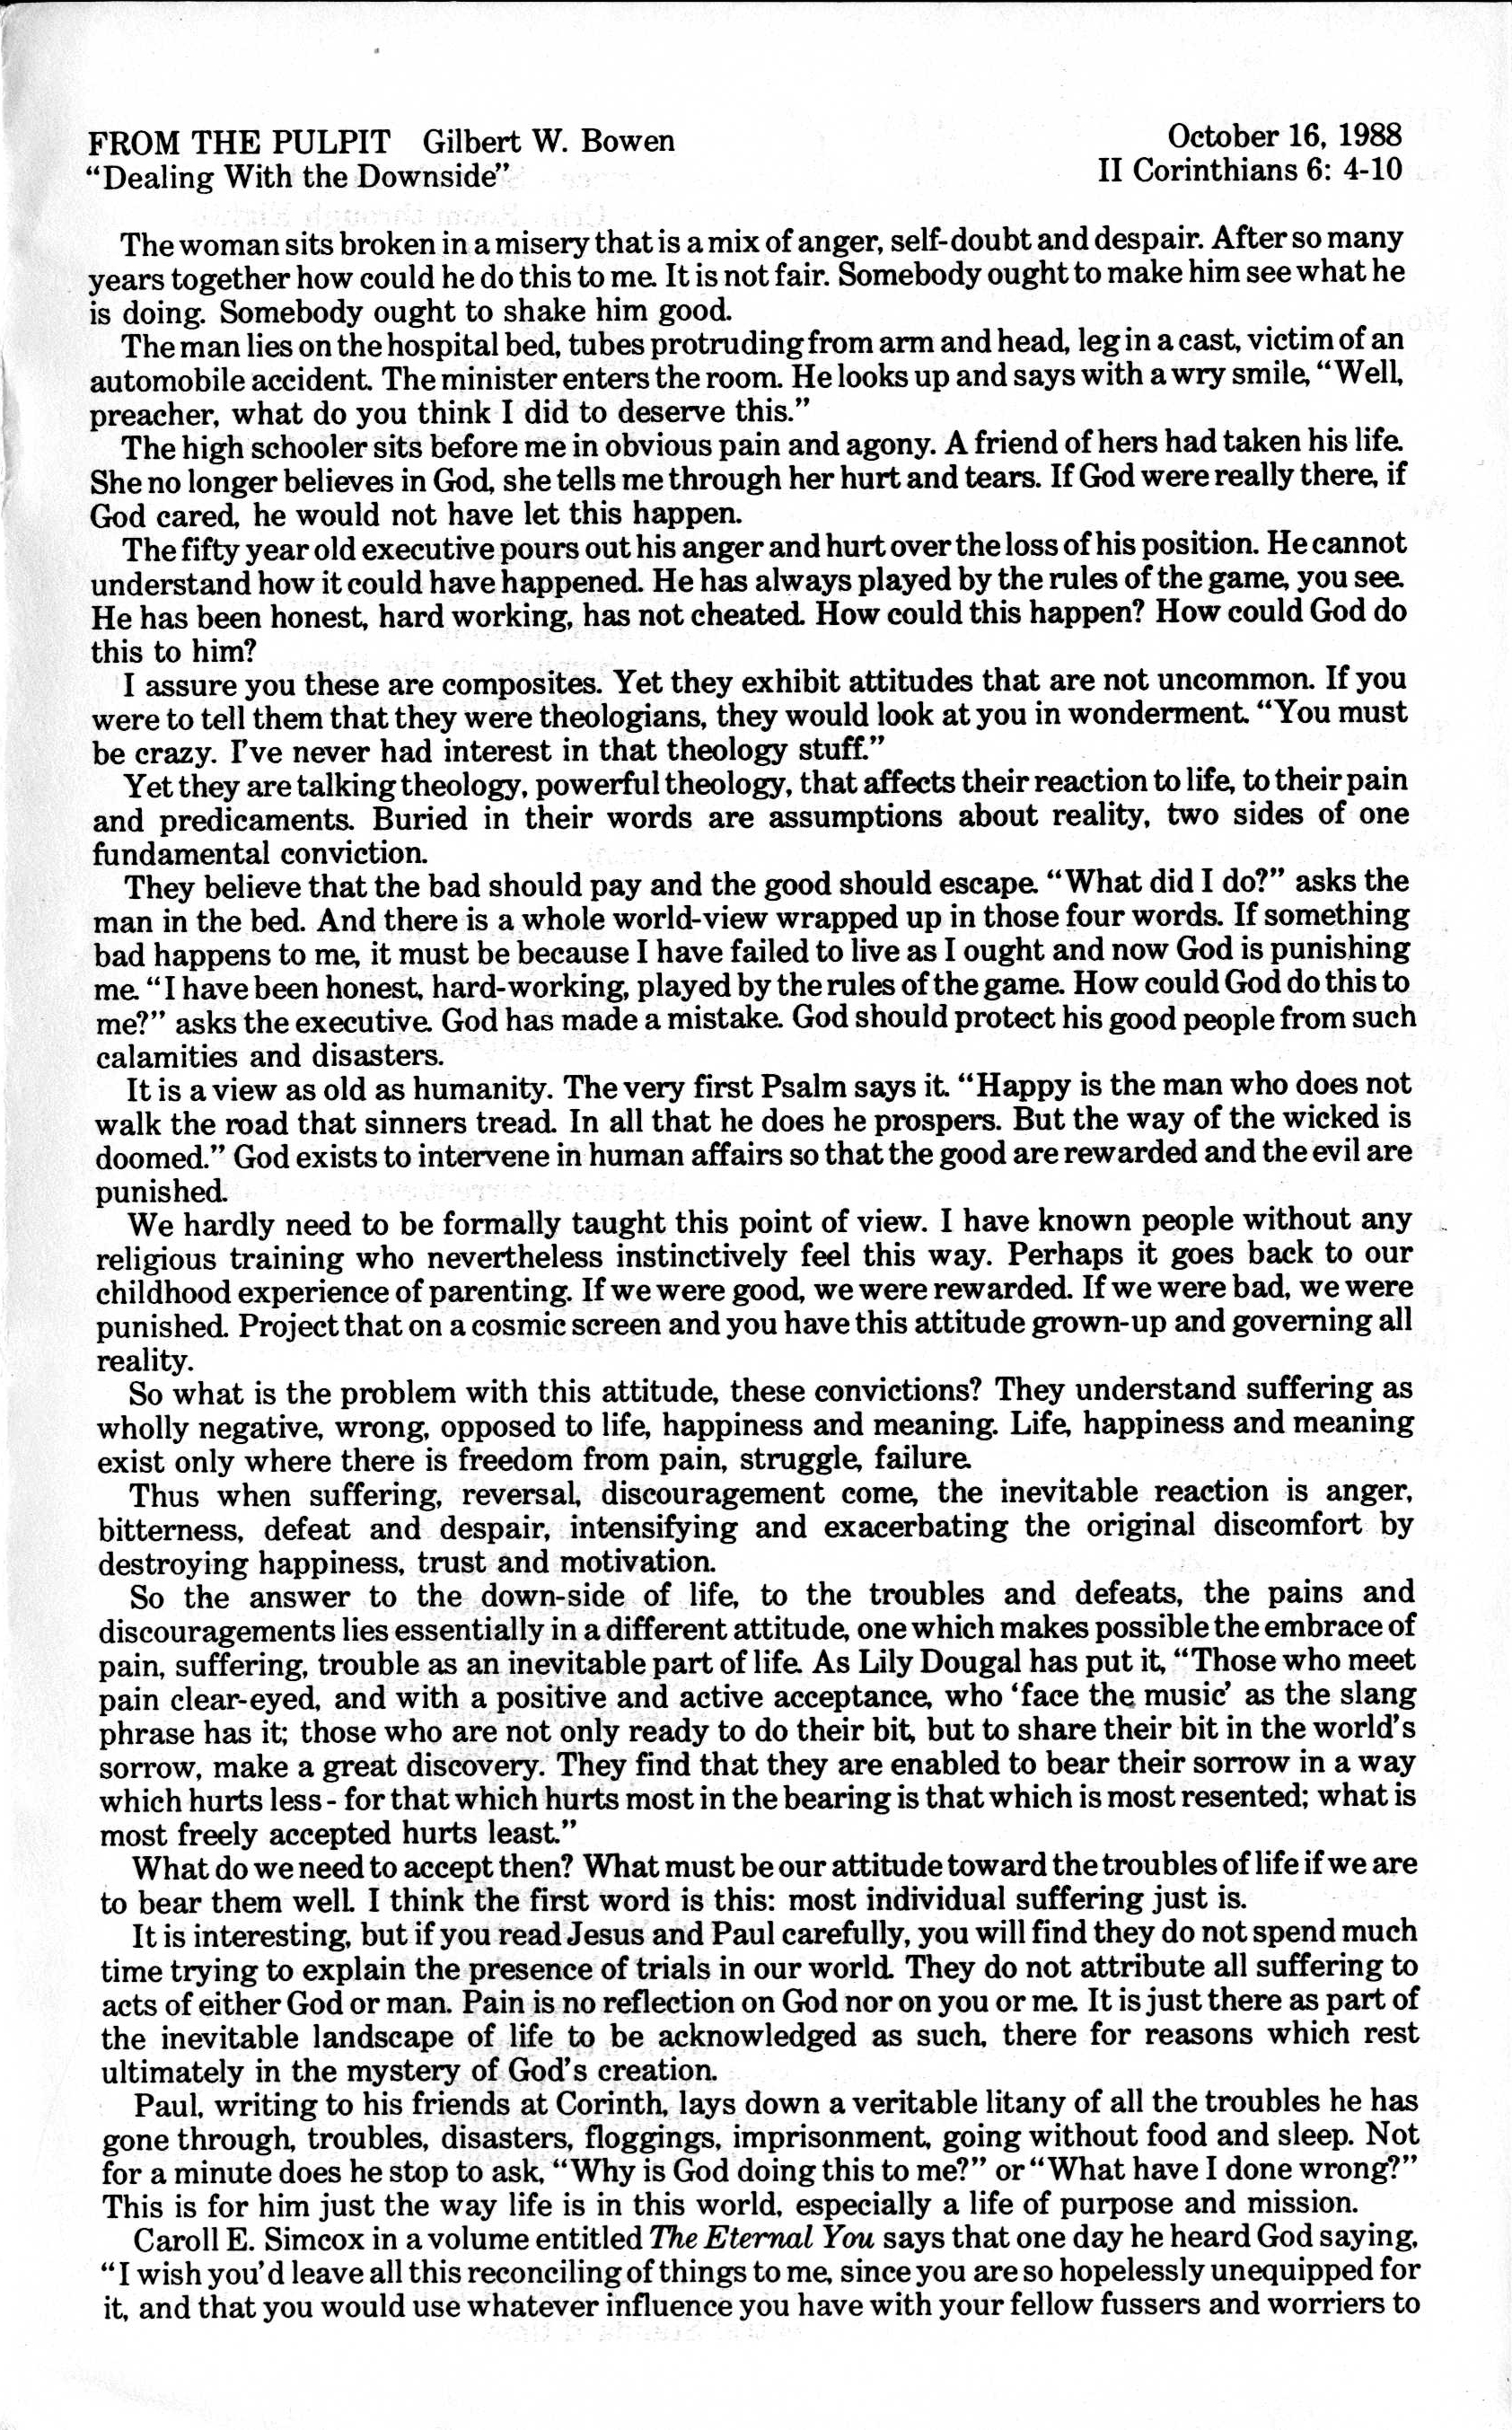 FROM THE PULPIT Gilbert W. Bowen October 16, 1988
“Dealing With the Downside” II Corinthians 6: 4-10
The woman sits broken in a misery that is a mix of anger, self-doubt and despair. After so many
years together how could he do this to me. It is not fair. Somebody ought to make him see what he
is doing. Somebody ought to shake him good.
The man lies on the hospital bed, tubes protruding from arm and head, leg in a cast, victim of an
automobile accident. The minister enters the room. He looks up and says with a wry smile, “Well,
preacher, what do you think I did to deserve this.”
The high schooler sits before me in obvious pain and agony. A friend of hers had taken his life.
She no longer believes in God, she tells me through her hurt and tears. If God were really there, if
God cared, he would not have let this happen.
The fifty year old executive pours out his anger and hurt over the loss of his position. He cannot
understand how it could have happened. He has always played by the rules of the game, you see.
He has been honest, hard working, has not cheated. How could this happen? How could God do
this to him?
I assure you these are composites. Yet they exhibit attitudes that are not uncommon. If you
were to tell them that they were theologians, they would look at you in wonderment. “You must
be crazy. I’ve never had interest in that theology stuff.”
Yet they are talking theology, powerful theology, that affects their reaction to life, to their pain
and predicaments. Buried in their words are assumptions about reality, two sides of one
fundamental conviction.
They believe that the bad should pay and the good should escape. “What did I do?” asks the
man in the bed. And there is a whole world-view wrapped up in those four words. If something
bad happens to me, it must be because I have failed to live as I ought and now God is punishing
me. “I have been honest, hard-working, played by the rules of the game. How could God do this to
me?” asks the executive. God has made a mistake. God should protect his good people from such
calamities and disasters.
It is a view as old as humanity. The very first Psalm says it. “Happy is the man who does not
walk the road that sinners tread. In all that he does he prospers. But the way of the wicked is
doomed.” God exists to intervene in human affairs so that the good are rewarded and the evil are
punished.
We hardly need to be formally taught this point of view. I have known people without any
religious training who nevertheless instinctively feel this way. Perhaps it goes back to our
childhood experience of parenting. If we were good, we were rewarded. If we were bad, we were
punished. Project that on a cosmic screen and you have this attitude grown-up and governing all
reality.
So what is the problem with this attitude, these convictions? They understand suffering as
wholly negative, wrong, opposed to life, happiness and meaning. Life, happiness and meaning
exist only where there is freedom from pain, struggle, failure.
Thus when suffering, reversal, discouragement come, the inevitable reaction is anger,
bitterness, defeat and despair, intensifying and exacerbating the original discomfort by
destroying happiness, trust and motivation.
So the answer to the down-side of life, to the troubles and defeats, the pains and
discouragements lies essentially in a different attitude, one which makes possible the embrace of
pain, suffering, trouble as an inevitable part of life. As Lily Dougal has put it, “Those who meet
pain clear-eyed, and with a positive and active acceptance, who ‘face the music’ as the slang
phrase has it; those who are not only ready to do their bit, but to share their bit in the world’s
sorrow, make a great discovery. They find that they are enabled to bear their sorrow in a way
which hurts less - for that which hurts most in the bearing is that which is most resented; what is
most freely accepted hurts least.”
What do we need to accept then? What must be our attitude toward the troubles of life if we are
to bear them well. I think the first word is this: most individual suffering just is.
It is interesting, but if you read Jesus and Paul carefully, you will find they do not spend much
time trying to explain the presence of trials in our world. They do not attribute all suffering to
acts of either God or man. Pain is no reflection on God nor on you or me. It is just there as part of
the inevitable landscape of life to be acknowledged as such, there for reasons which rest
ultimately in the mystery of God’s creation.
Paul, writing to his friends at Corinth, lays down a veritable litany of all the troubles he has
gone through, troubles, disasters, floggings, imprisonment, going without food and sleep. Not
for a minute does he stop to ask, “Why is God doing this to me?” or “What have I done wrong?”
This is for him just the way life is in this world, especially a life of purpose and mission.
Caroll E. Simcox in a volume entitled The Eternal You says that one day he heard God saying,
“I wish you’d leave all this reconciling of things to me, since you are so hopelessly unequipped for
it, and that you would use whatever influence you have with your fellow fussers and worriers to